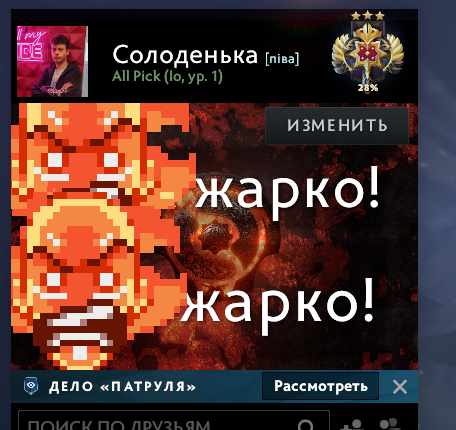 Солоденька [піва]
All Pick (Io, ур. 1)
28%
ИЗМЕНИТЬ
жарко!
жарко!
ДЕЛО «ПАТРУЛЯ»
Рассмотреть
ПОИСК ПО ДРУЗЬЯМ